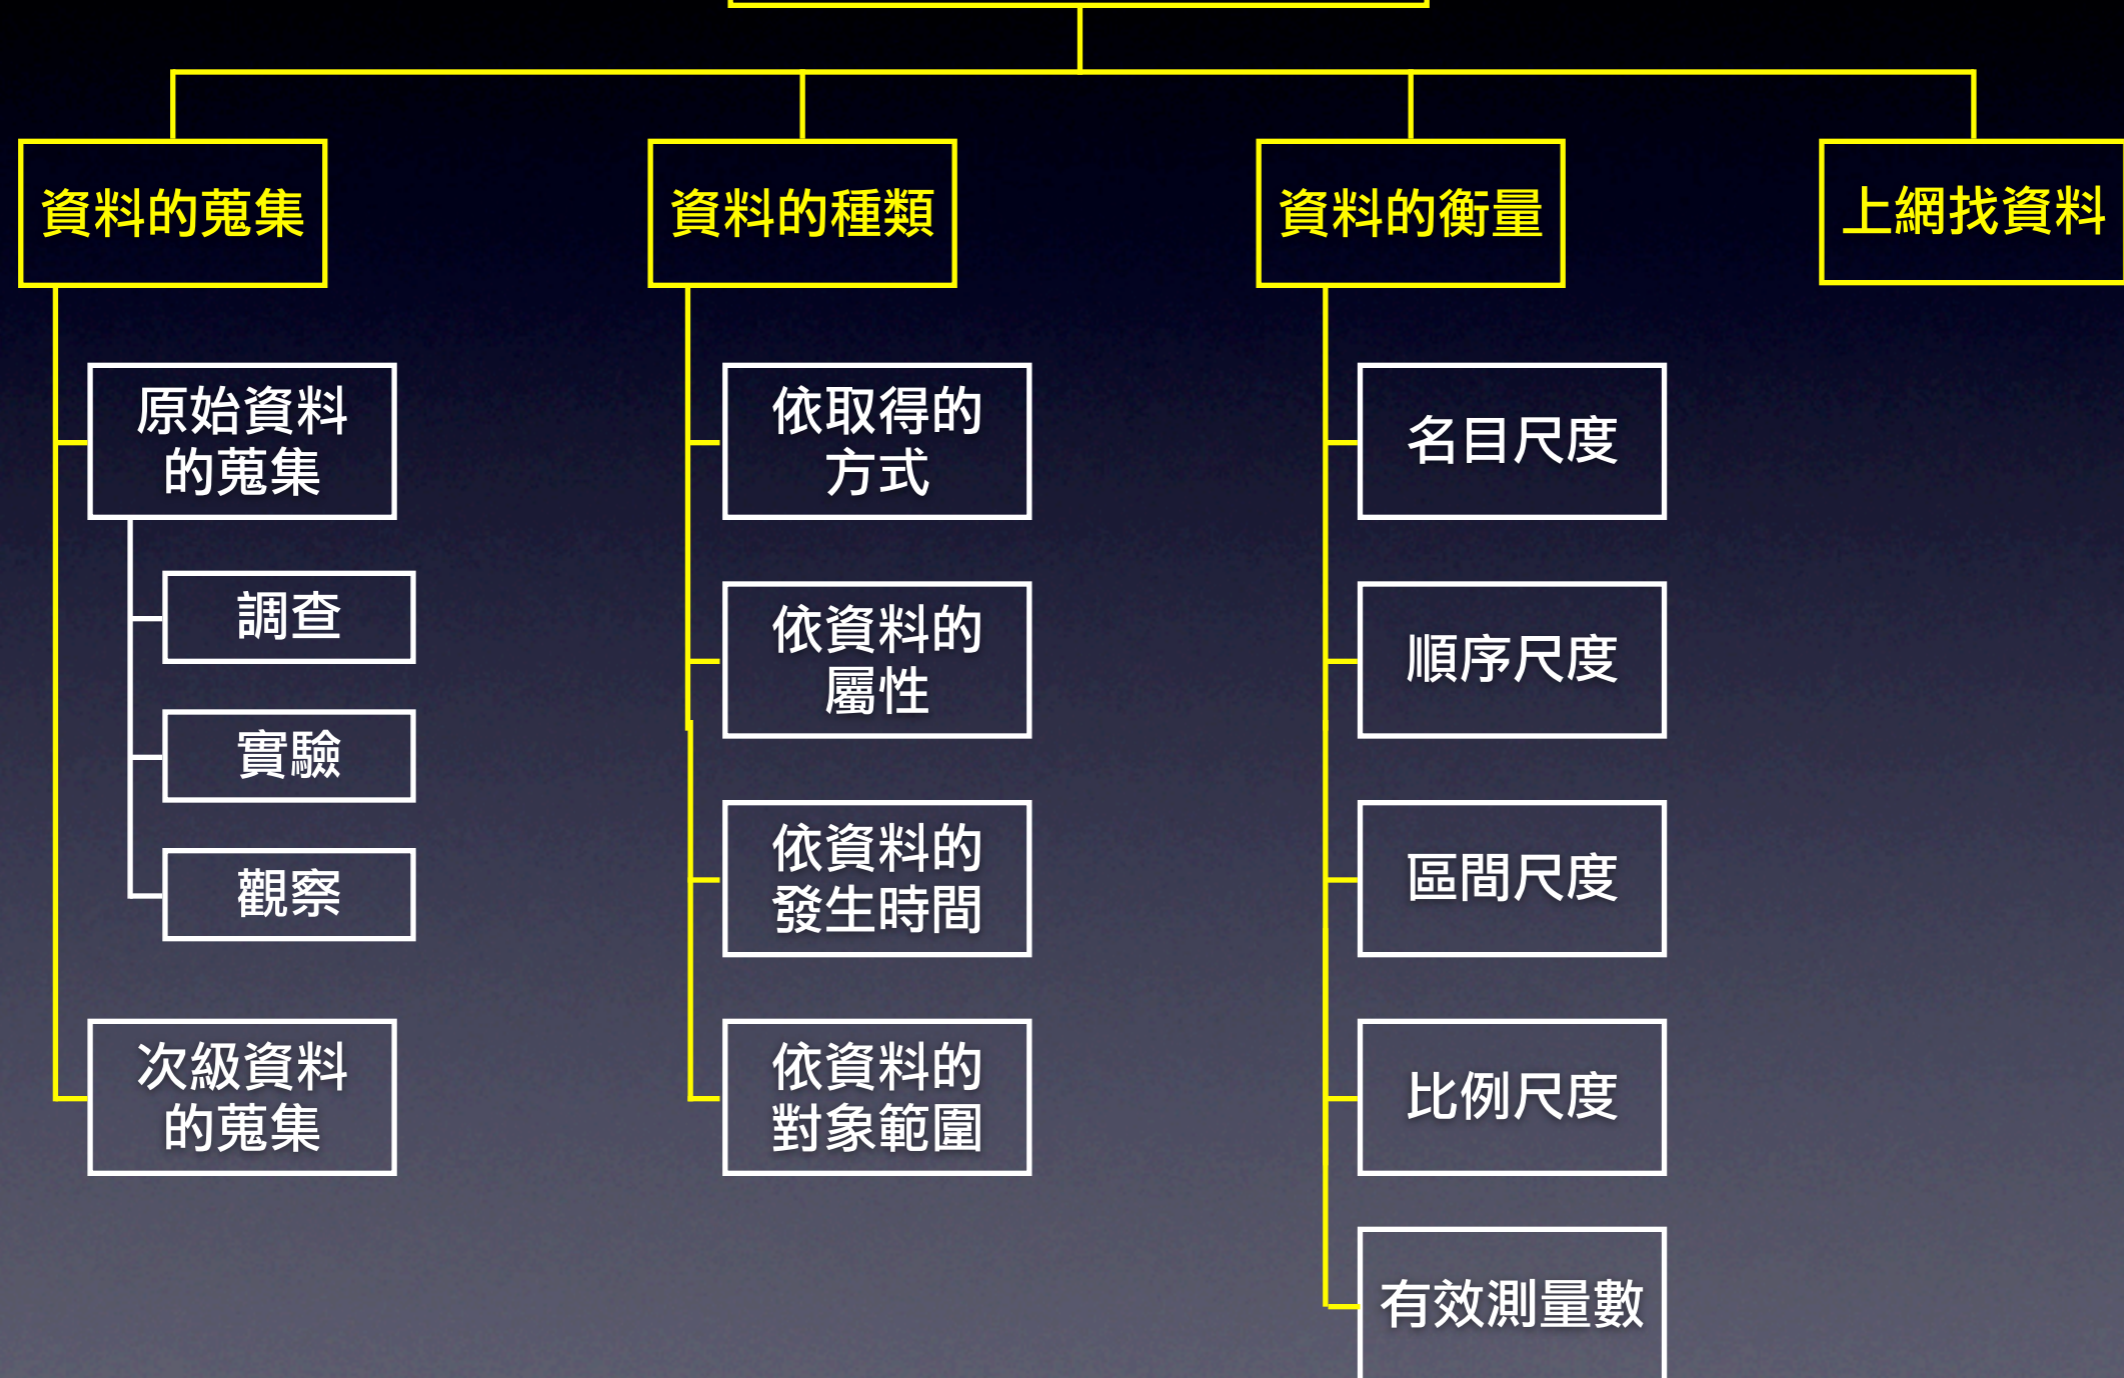 資料的蒐集
資料的種類
資料的衡量
上網找資料
原始資料
的蒐集
調查
實驗
觀察
次級資料
的蒐集
依取得的
方式
依資料的
屬性
依資料的
發生時間
依資料的
對象範圍
名目尺度
順序尺度
區間尺度
比例尺度
有效測量數